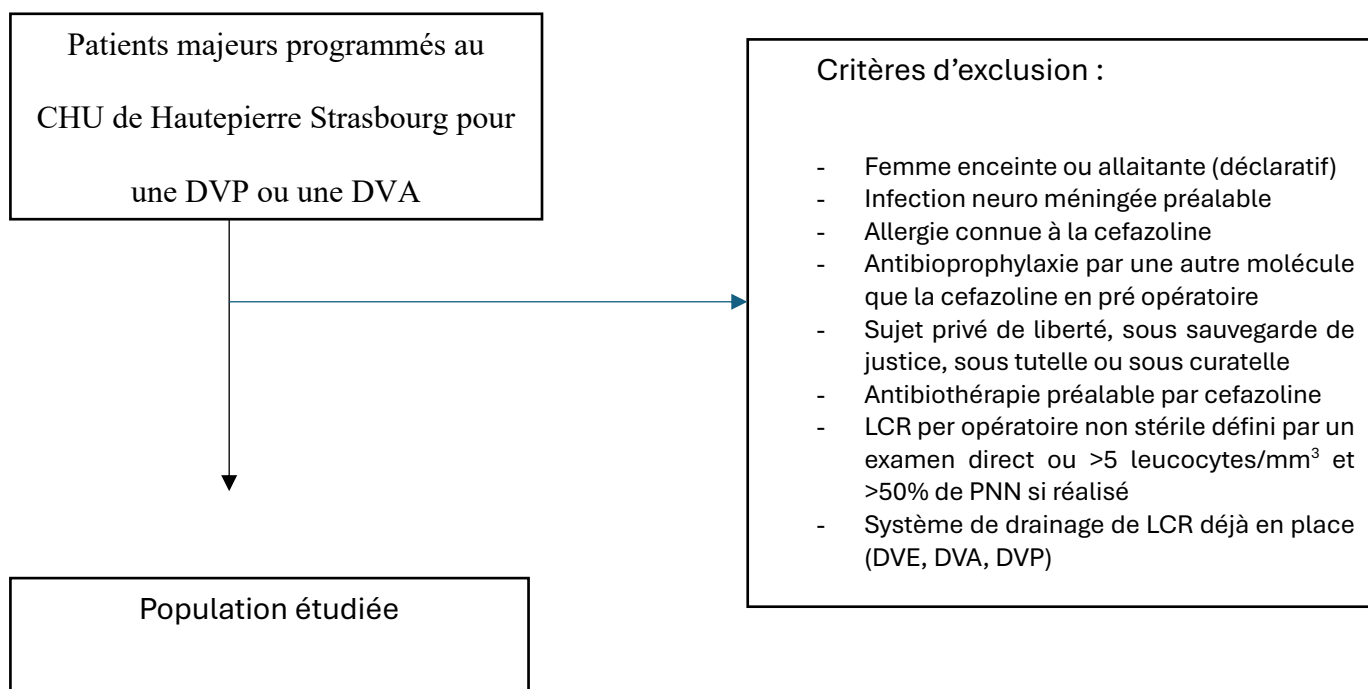 Patients majeurs programmés au
CHU de Hautepierre Strasbourg pour
une DVP ou une DVA
Critères d’exclusion :
- Femme enceinte ou allaitante (déclaratif)
- Infection neuro méningée préalable
- Allergie connue à la cefazoline
- Antibioprophylaxie par une autre molécule
que la cefazoline en pré opératoire
- Sujet privé de liberté, sous sauvegarde de
justice, sous tutelle ou sous curatelle
- Antibiothérapie préalable par cefazoline
- LCR per opératoire non stérile défini par un
examen direct ou >5 leucocytes/mm³ et
>50% de PNN si réalisé
- Système de drainage de LCR déjà en place
(DVE, DVA, DVP)
Population étudiée